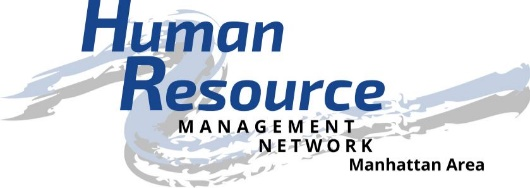 Human
Resource
MANAGEMENT
NETWORK
Manhattan Area